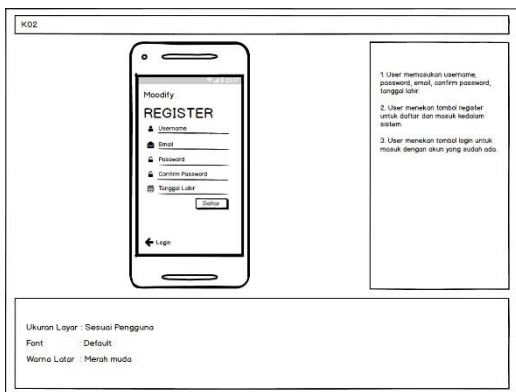 K02
Moodify
REGISTER
Username
Email
Password
Confirm Password
Tanggal Lahir
Daftar
Login
1. User memasukan username,
password, email, confirm password,
tanggal lahir.
2. User menekan tombol register
untuk daftar dan masuk kedalam
sistem.
3. User menekan tombol login untuk
masuk dengan akun yang sudah ada.
Ukuran Layar : Sesuai Pengguna
Font : Default
Warna Latar : Merah muda